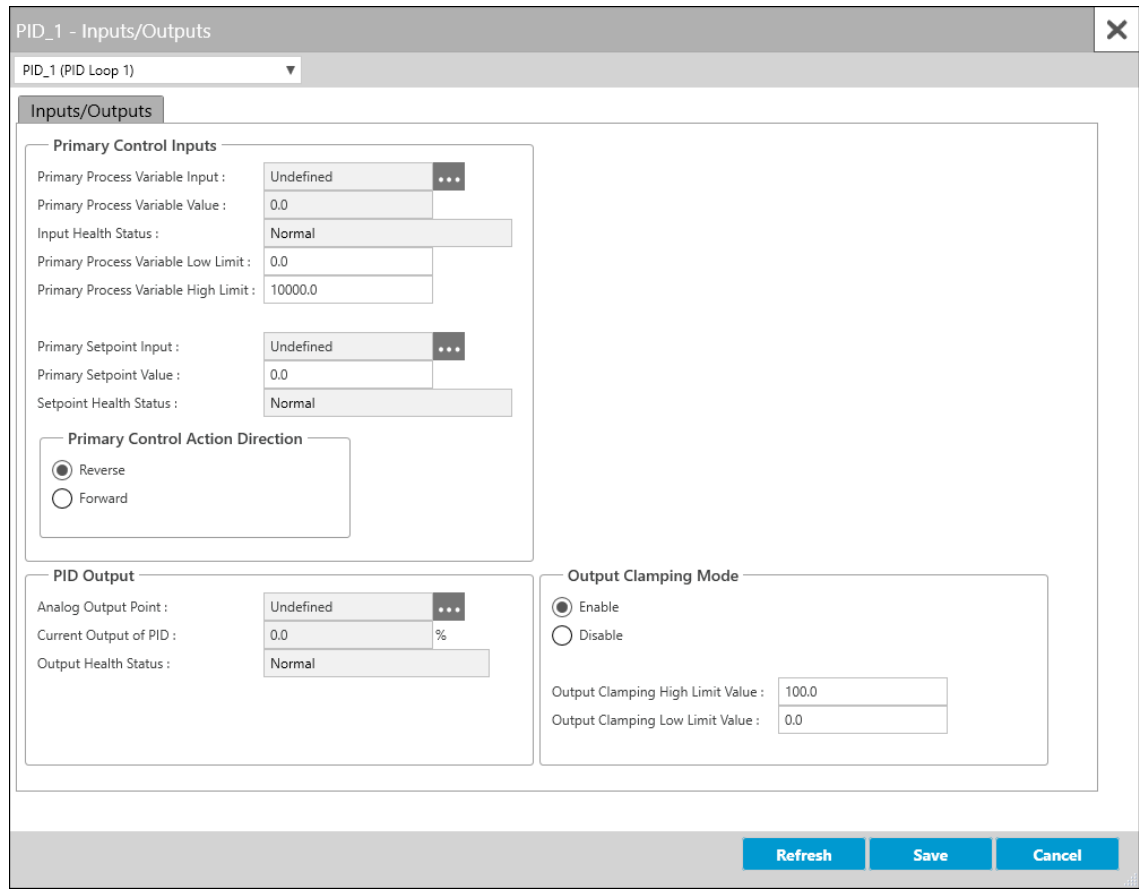 PID_1 - Inputs/Outputs
PID_1 (PID Loop 1)
Inputs/Outputs
Primary Control Inputs
Primary Process Variable Input : Undefined ...
Primary Process Variable Value : 0.0
Input Health Status : Normal
Primary Process Variable Low Limit : 0.0
Primary Process Variable High Limit : 10000.0
Primary Setpoint Input : Undefined ...
Primary Setpoint Value : 0.0
Setpoint Health Status : Normal
Primary Control Action Direction
Reverse
Forward
PID Output
Analog Output Point : Undefined ...
Current Output of PID : 0.0 %
Output Health Status : Normal
Output Clamping Mode
Enable
Disable
Output Clamping High Limit Value : 100.0
Output Clamping Low Limit Value : 0.0
Refresh Save Cancel